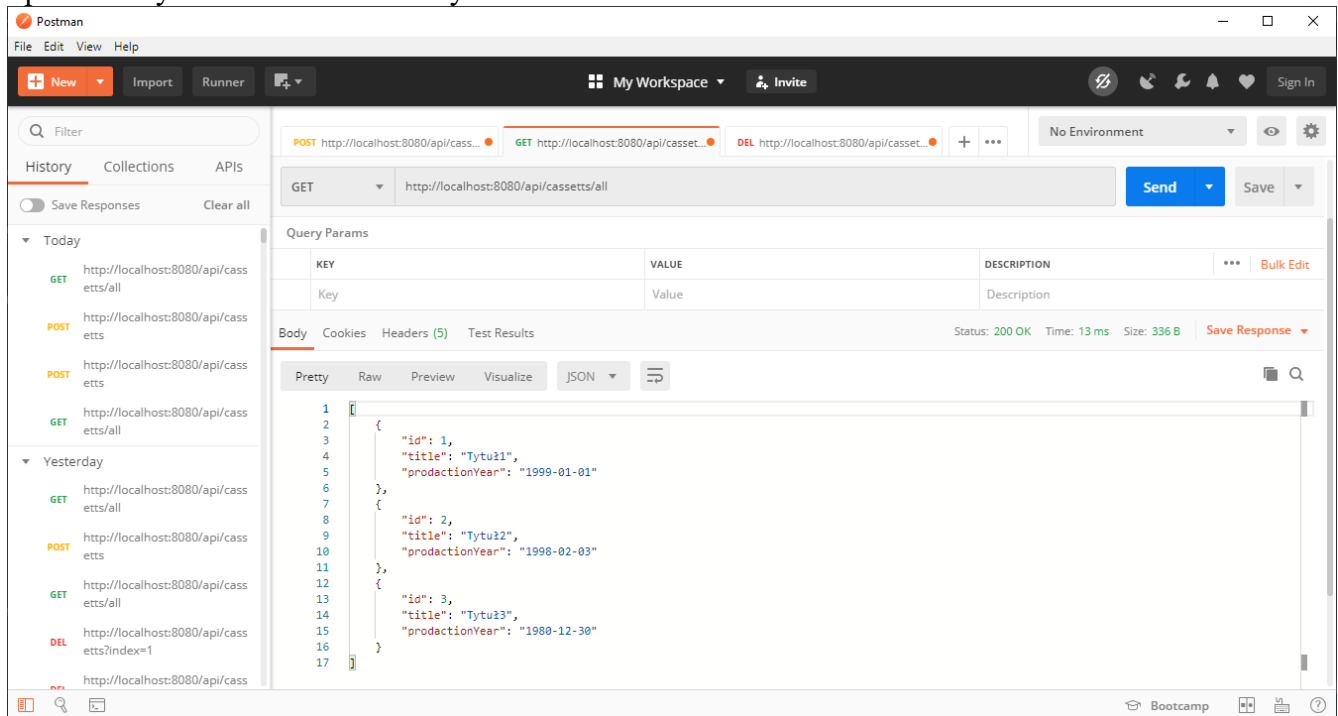 Postman
File Edit View Help
New Import Runner My Workspace Invite Sign In
Filter
History Collections APIs
Save Responses Clear all
Today
GET http://localhost:8080/api/cass
etts/all
POST http://localhost:8080/api/cass
etts
POST http://localhost:8080/api/cass
etts
GET http://localhost:8080/api/cass
etts/all
Yesterday
GET http://localhost:8080/api/cass
etts/all
POST http://localhost:8080/api/cass
etts
GET http://localhost:8080/api/cass
etts/all
DEL http://localhost:8080/api/cass
etts?index=1
http://localhost:8080/api/cass
POST http://localhost:8080/api/cass... GET http://localhost:8080/api/casset... DEL http://localhost:8080/api/casset... + ••• No Environment
GET http://localhost:8080/api/cassetts/all Send Save
Query Params
KEY VALUE DESCRIPTION ••• Bulk Edit
Key Value Description
Body Cookies Headers (5) Test Results Status: 200 OK Time: 13 ms Size: 336 B Save Response
Pretty Raw Preview Visualize JSON
1 [
2 {
3 "id": 1,
4 "title": "Tytuł1",
5 "prodactionYear": "1999-01-01"
6 },
7 {
8 "id": 2,
9 "title": "Tytuł2",
10 "prodactionYear": "1998-02-03"
11 },
12 {
13 "id": 3,
14 "title": "Tytuł3",
15 "prodactionYear": "1980-12-30"
16 }
17 ]
Bootcamp